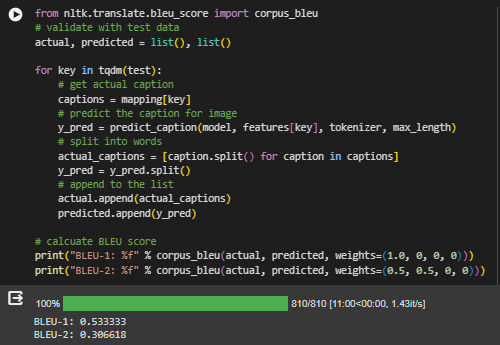 from nltk.translate.bleu_score import corpus_bleu
# validate with test data
actual, predicted = list(), list()
for key in tqdm(test):
# get actual caption
captions = mapping[key]
# predict the caption for image
y_pred = predict_caption(model, features[key], tokenizer, max_length)
# split into words
actual_captions = [caption.split() for caption in captions]
y_pred = y_pred.split()
# append to the list
actual.append(actual_captions)
predicted.append(y_pred)
# calcuate BLEU score
print("BLEU-1: %f" % corpus_bleu(actual, predicted, weights=(1.0, 0, 0, 0)))
print("BLEU-2: %f" % corpus_bleu(actual, predicted, weights=(0.5, 0.5, 0, 0)))
100% 810/810 [11:00<00:00, 1.43it/s]
BLEU-1: 0.533333
BLEU-2: 0.306618